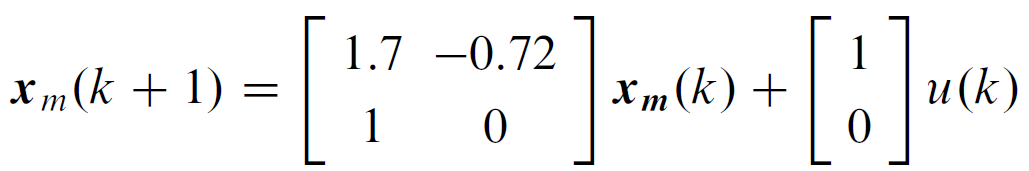 x_m(k + 1) = [ 1.7 −0.72 ; 1 0 ] x_m(k) + [ 1 ; 0 ] u(k)